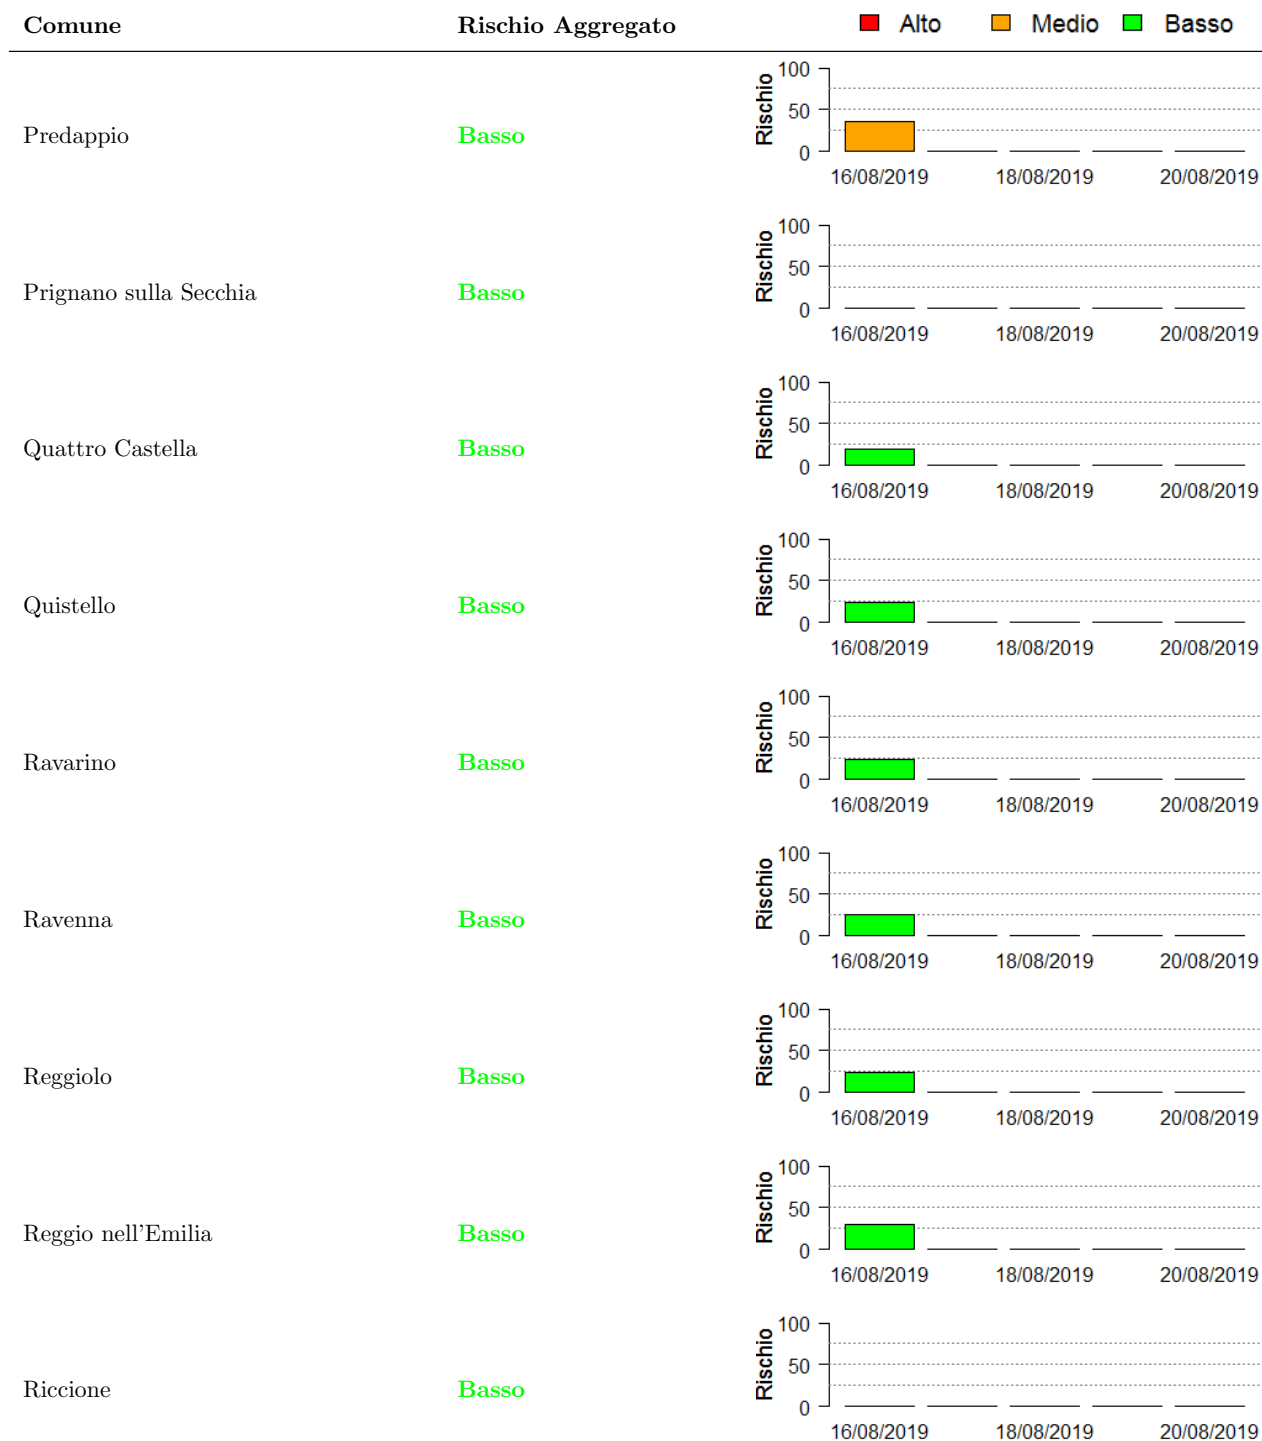 Comune Rischio Aggregato Alto Medio Basso
Predappio Basso Rischio 100 50 0
16/08/2019 18/08/2019 20/08/2019
Prignano sulla Secchia Basso Rischio 100 50 0
16/08/2019 18/08/2019 20/08/2019
Quattro Castella Basso Rischio 100 50 0
16/08/2019 18/08/2019 20/08/2019
Quistello Basso Rischio 100 50 0
16/08/2019 18/08/2019 20/08/2019
Ravarino Basso Rischio 100 50 0
16/08/2019 18/08/2019 20/08/2019
Ravenna Basso Rischio 100 50 0
16/08/2019 18/08/2019 20/08/2019
Reggiolo Basso Rischio 100 50 0
16/08/2019 18/08/2019 20/08/2019
Reggio nell'Emilia Basso Rischio 100 50 0
16/08/2019 18/08/2019 20/08/2019
Riccione Basso Rischio 100 50 0
16/08/2019 18/08/2019 20/08/2019